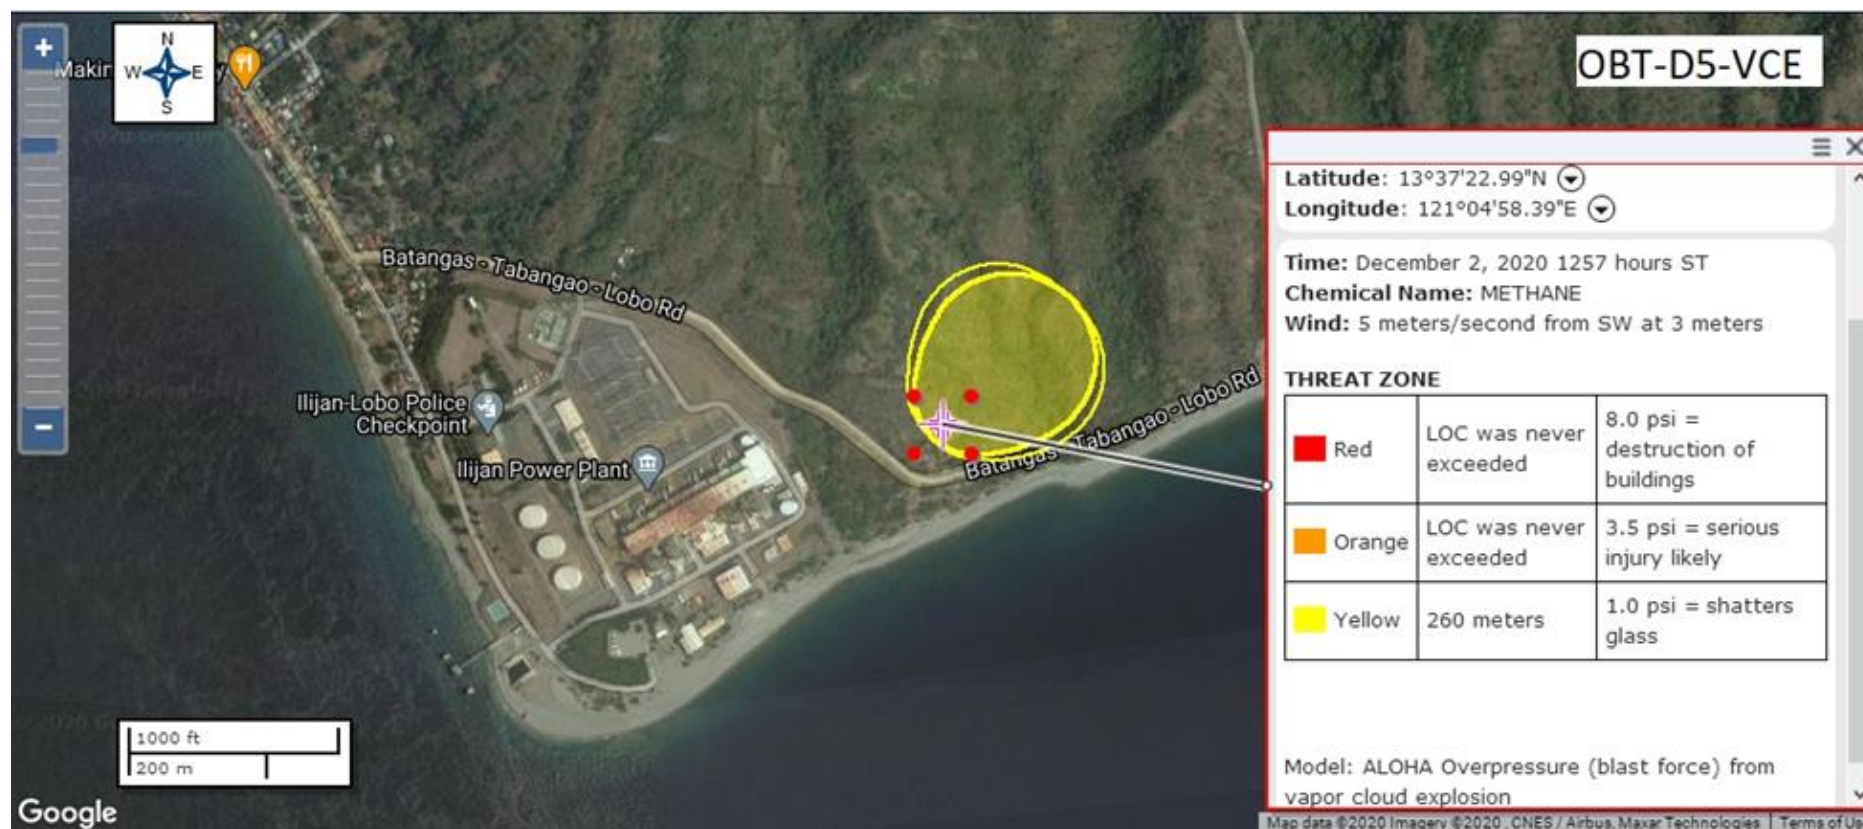 +
N
W E
S
Makin
y
OBT-D5-VCE
Latitude: 13°37'22.99"N
Longitude: 121°04'58.39"E
Time: December 2, 2020 1257 hours ST
Chemical Name: METHANE
Wind: 5 meters/second from SW at 3 meters
THREAT ZONE
Red
LOC was never
exceeded
8.0 psi =
destruction of
buildings
Orange
LOC was never
exceeded
3.5 psi = serious
injury likely
Yellow
260 meters
1.0 psi = shatters
glass
Model: ALOHA Overpressure (blast force) from
vapor cloud explosion
Batangas - Tabangao - Lobo Rd
Batangas - Tabangao - Lobo Rd
Ilijan-Lobo Police
Checkpoint
Ilijan Power Plant
−
1000 ft
200 m
Google
Map data ©2020 Imagery ©2020 , CNES / Airbus, Maxar Technologies
Terms of Us